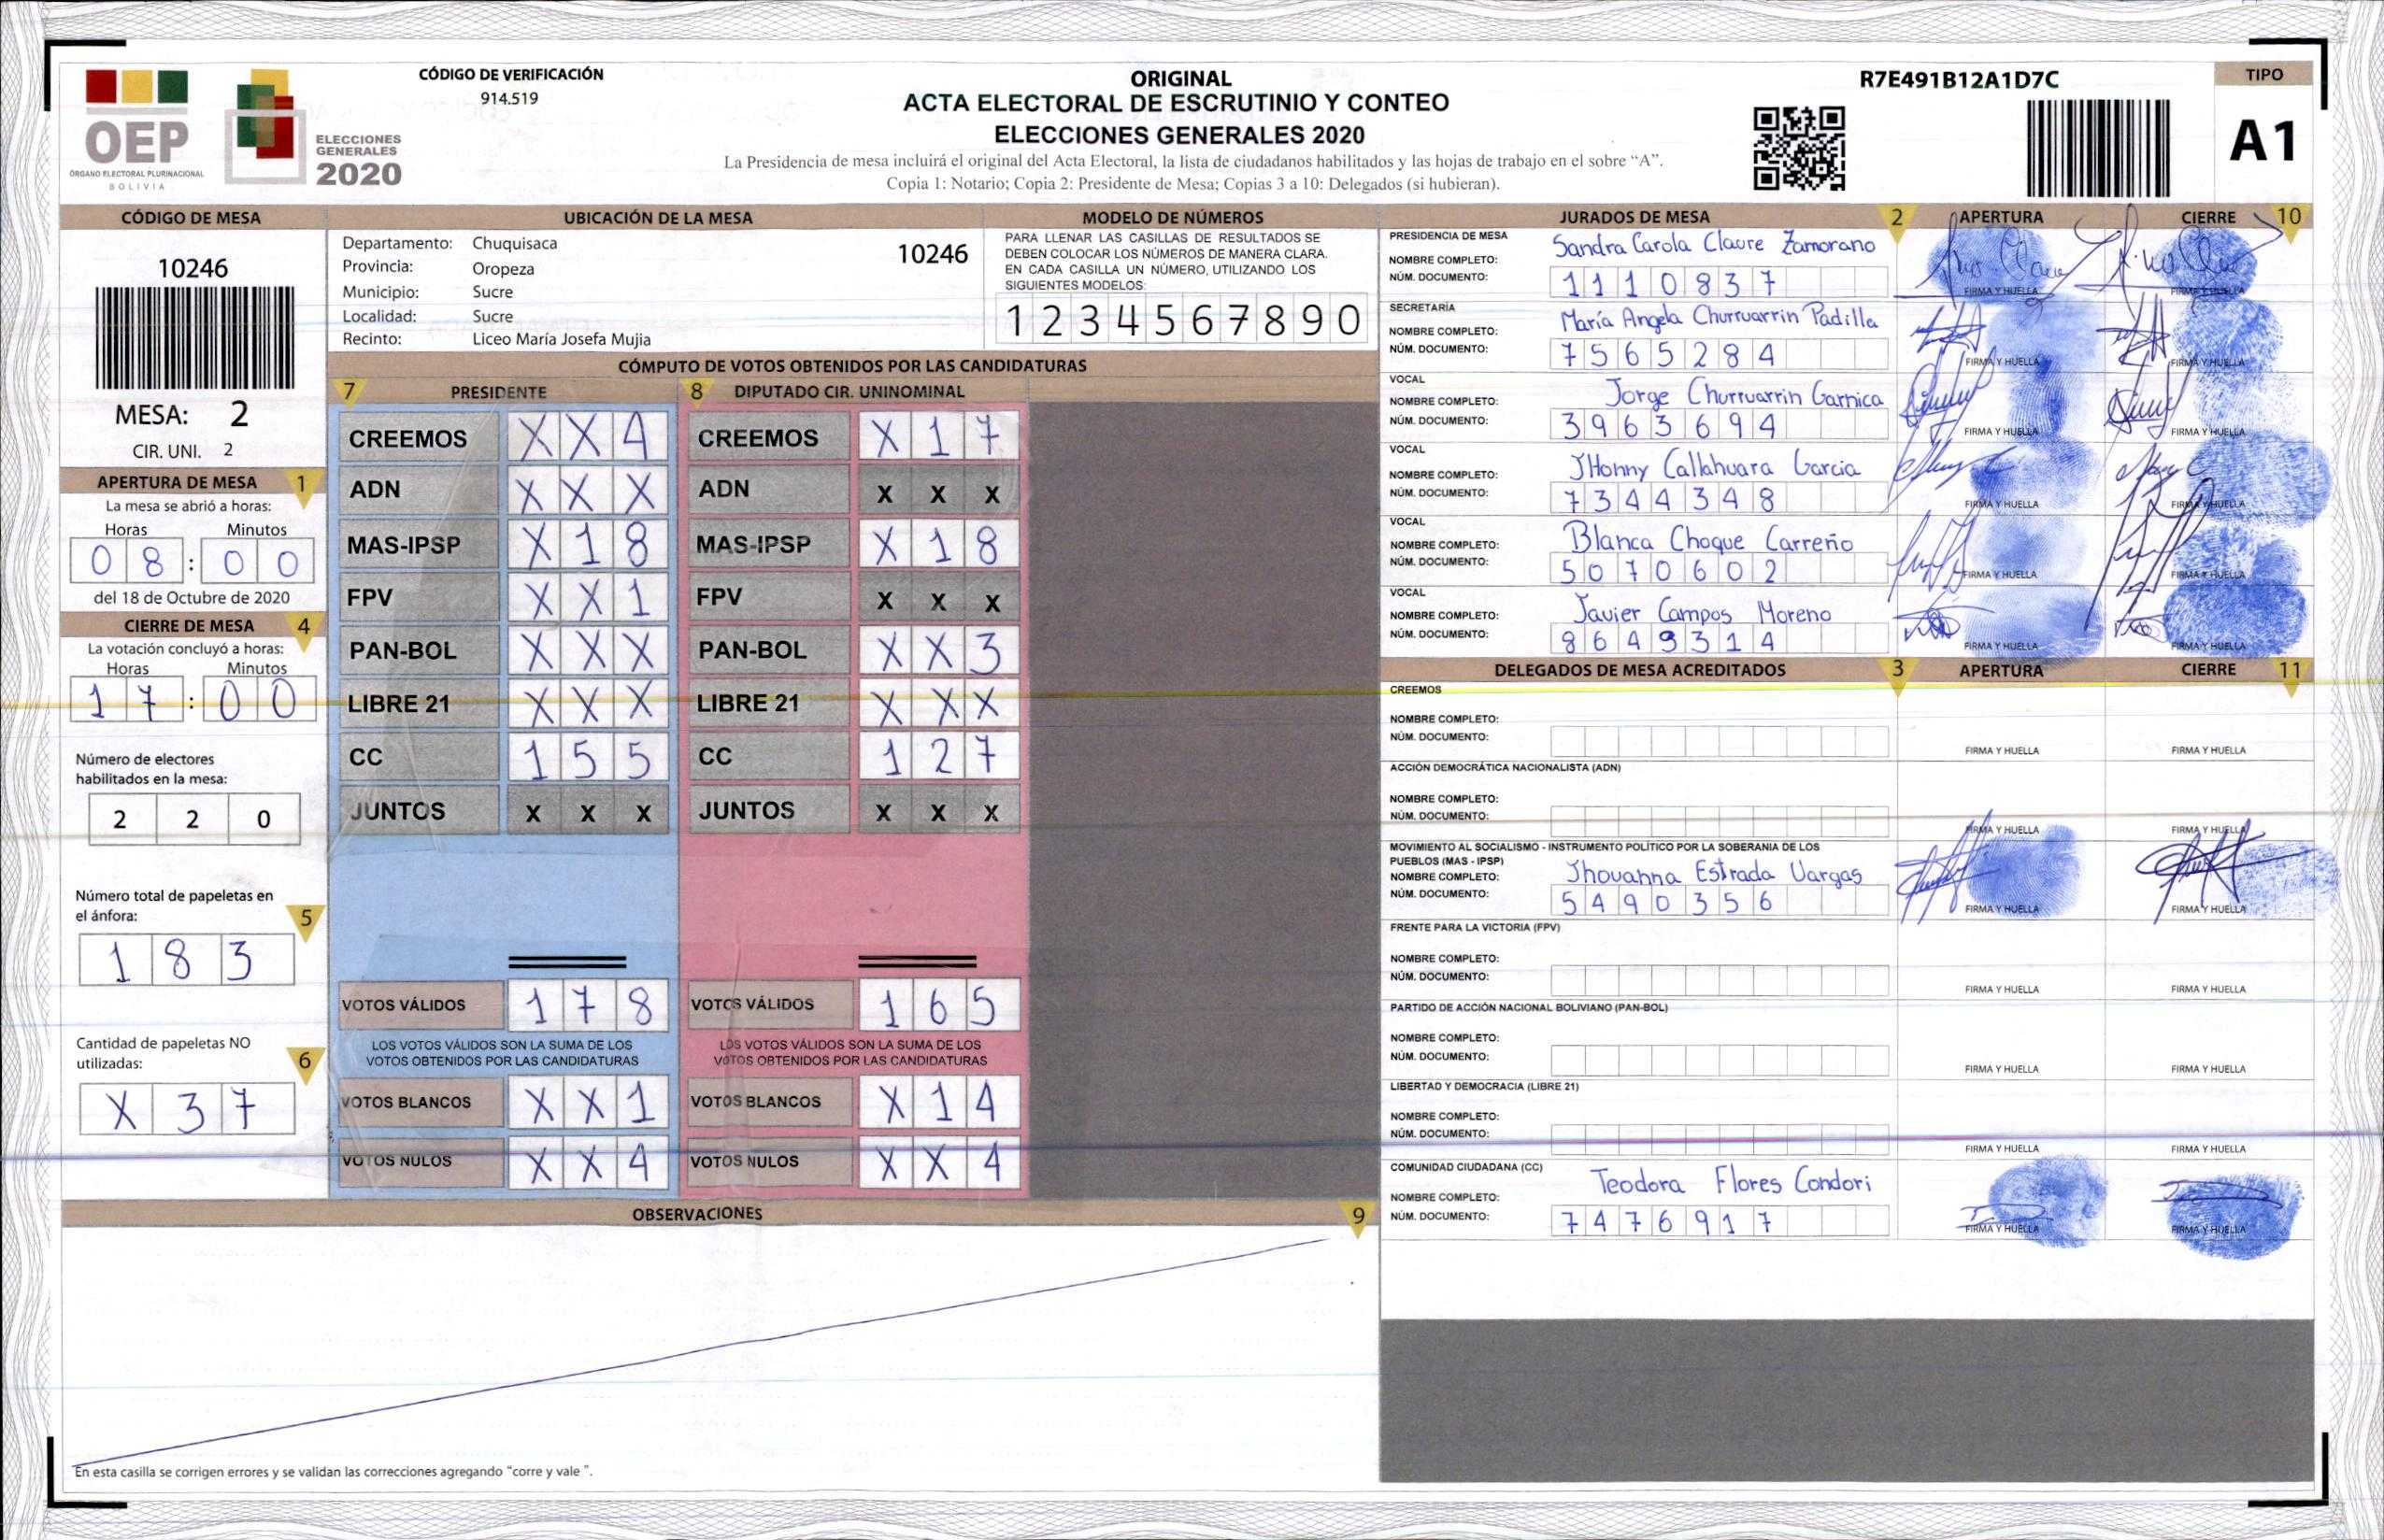 OEP
ÓRGANO ELECTORAL PLURINACIONAL
BOLIVIA
ELECCIONES
GENERALES
2020
CÓDIGO DE VERIFICACIÓN
914.519
ORIGINAL
ACTA ELECTORAL DE ESCRUTINIO Y CONTEO
ELECCIONES GENERALES 2020
La Presidencia de mesa incluirá el original del Acta Electoral, la lista de ciudadanos habilitados y las hojas de trabajo en el sobre “A”.
Copia 1: Notario; Copia 2: Presidente de Mesa; Copias 3 a 10: Delegados (si hubieran).
R7E491B12A1D7C
TIPO
A1
CÓDIGO DE MESA
10246
MESA: 2
CIR. UNI. 2
APERTURA DE MESA 1
La mesa se abrió a horas:
Horas Minutos
0 8 : 0 0
del 18 de Octubre de 2020
CIERRE DE MESA 4
La votación concluyó a horas:
Horas Minutos
1 7 : 0 0
Número de electores
habilitados en la mesa:
2 2 0
Número total de papeletas en
el ánfora: 5
1 8 3
Cantidad de papeletas NO
utilizadas: 6
X 3 7
UBICACIÓN DE LA MESA
Departamento: Chuquisaca 10246
Provincia: Oropeza
Municipio: Sucre
Localidad: Sucre
Recinto: Liceo María Josefa Mujia
MODELO DE NÚMEROS
PARA LLENAR LAS CASILLAS DE RESULTADOS SE
DEBEN COLOCAR LOS NÚMEROS DE MANERA CLARA.
EN CADA CASILLA UN NÚMERO, UTILIZANDO LOS
SIGUIENTES MODELOS:
1 2 3 4 5 6 7 8 9 0
CÓMPUTO DE VOTOS OBTENIDOS POR LAS CANDIDATURAS
7 PRESIDENTE 8 DIPUTADO CIR. UNINOMINAL
CREEMOS X X 4 CREEMOS X 1 7
ADN X X X ADN X X X
MAS-IPSP X 1 8 MAS-IPSP X 1 8
FPV X X 1 FPV X X X
PAN-BOL X X X PAN-BOL X X 3
LIBRE 21 X X X LIBRE 21 X X X
CC 1 5 5 CC 1 2 7
JUNTOS X X X JUNTOS X X X
VOTOS VÁLIDOS 1 7 8 VOTOS VÁLIDOS 1 6 5
LOS VOTOS VÁLIDOS SON LA SUMA DE LOS LOS VOTOS VÁLIDOS SON LA SUMA DE LOS
VOTOS OBTENIDOS POR LAS CANDIDATURAS VOTOS OBTENIDOS POR LAS CANDIDATURAS
VOTOS BLANCOS X X 1 VOTOS BLANCOS X 1 4
VOTOS NULOS X X 4 VOTOS NULOS X X 4
OBSERVACIONES 9
En esta casilla se corrigen errores y se validan las correcciones agregando “corre y vale ”.
JURADOS DE MESA 2 APERTURA CIERRE 10
PRESIDENCIA DE MESA
NOMBRE COMPLETO: Sandra Carola Claure Zamorano
NÚM. DOCUMENTO: 1 1 1 0 8 3 7
FIRMA Y HUELLA FIRMA Y HUELLA
SECRETARÍA
NOMBRE COMPLETO: María Angela Churruarrin Padilla
NÚM. DOCUMENTO: 7 5 6 5 2 8 4
FIRMA Y HUELLA FIRMA Y HUELLA
VOCAL
NOMBRE COMPLETO: Jorge Churruarrin Garnica
NÚM. DOCUMENTO: 3 9 6 3 6 9 4
FIRMA Y HUELLA FIRMA Y HUELLA
VOCAL
NOMBRE COMPLETO: JHonny Callahuara Garcia
NÚM. DOCUMENTO: 7 3 4 4 3 4 8
FIRMA Y HUELLA FIRMA Y HUELLA
VOCAL
NOMBRE COMPLETO: Blanca Choque Carreño
NÚM. DOCUMENTO: 5 0 7 0 6 0 2
FIRMA Y HUELLA FIRMA Y HUELLA
VOCAL
NOMBRE COMPLETO: Javier Campos Moreno
NÚM. DOCUMENTO: 8 6 4 9 3 1 4
FIRMA Y HUELLA FIRMA Y HUELLA
DELEGADOS DE MESA ACREDITADOS 3 APERTURA CIERRE 11
CREEMOS
NOMBRE COMPLETO:
NÚM. DOCUMENTO:
FIRMA Y HUELLA FIRMA Y HUELLA
ACCIÓN DEMOCRÁTICA NACIONALISTA (ADN)
NOMBRE COMPLETO:
NÚM. DOCUMENTO:
FIRMA Y HUELLA FIRMA Y HUELLA
MOVIMIENTO AL SOCIALISMO - INSTRUMENTO POLÍTICO POR LA SOBERANIA DE LOS
PUEBLOS (MAS - IPSP)
NOMBRE COMPLETO: Jhovanna Estrada Vargas
NÚM. DOCUMENTO: 5 4 9 0 3 5 6
FIRMA Y HUELLA FIRMA Y HUELLA
FRENTE PARA LA VICTORIA (FPV)
NOMBRE COMPLETO:
NÚM. DOCUMENTO:
FIRMA Y HUELLA FIRMA Y HUELLA
PARTIDO DE ACCIÓN NACIONAL BOLIVIANO (PAN-BOL)
NOMBRE COMPLETO:
NÚM. DOCUMENTO:
FIRMA Y HUELLA FIRMA Y HUELLA
LIBERTAD Y DEMOCRACIA (LIBRE 21)
NOMBRE COMPLETO:
NÚM. DOCUMENTO:
FIRMA Y HUELLA FIRMA Y HUELLA
COMUNIDAD CIUDADANA (CC)
NOMBRE COMPLETO: Teodora Flores Condori
NÚM. DOCUMENTO: 7 4 7 6 9 1 7
FIRMA Y HUELLA FIRMA Y HUELLA